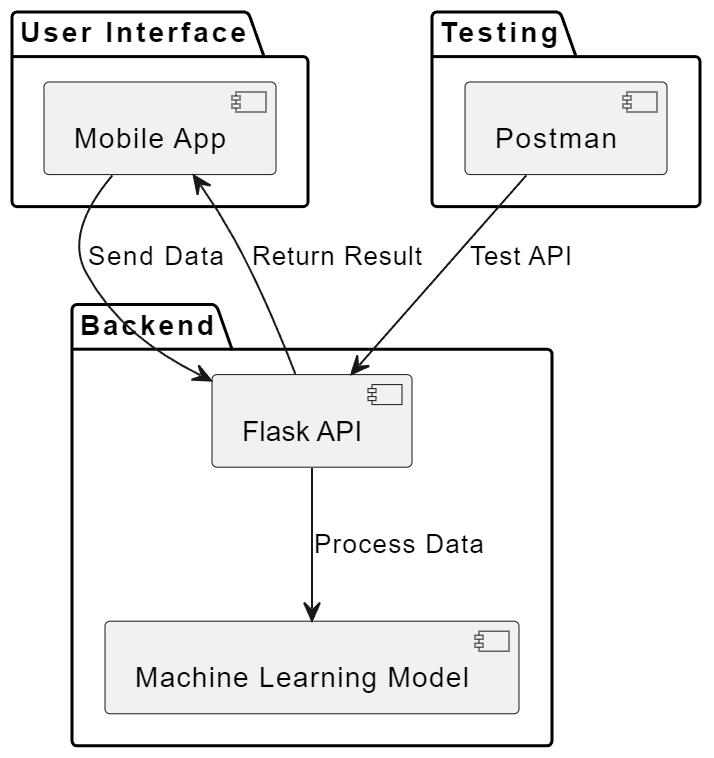 User Interface
Testing
Mobile App
Postman
Send Data
Return Result
Test API
Backend
Flask API
Process Data
Machine Learning Model